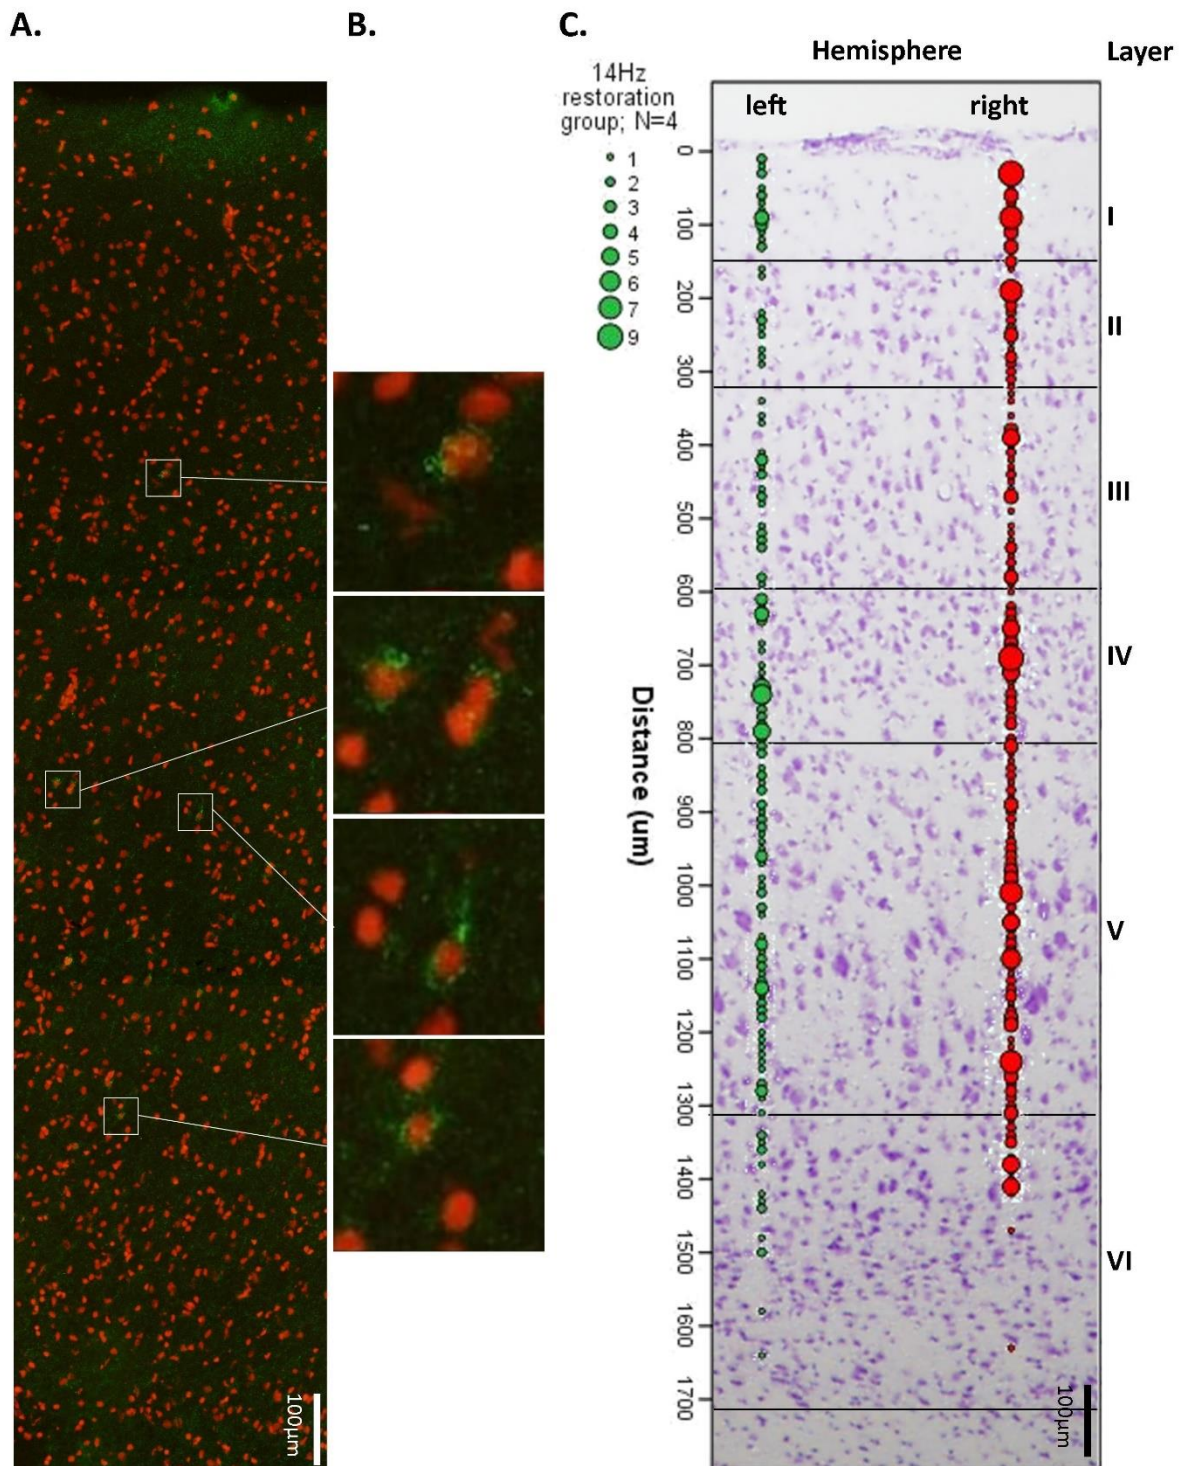 A.
B.
C.
Hemisphere
Layer
14Hz
restoration
group; N=4
1
2
3
4
5
6
7
9
left
right
0
100
200
300
400
500
600
700
800
900
1000
1100
1200
1300
1400
1500
1600
1700
Distance (um)
I
II
III
IV
V
VI
100µm
100µm